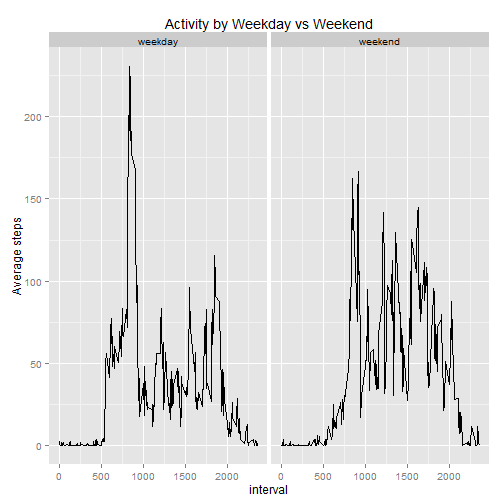 Activity by Weekday vs Weekend
weekday weekend
Average steps
200
150
100
50
0
0 500 1000 1500 2000 0 500 1000 1500 2000
interval